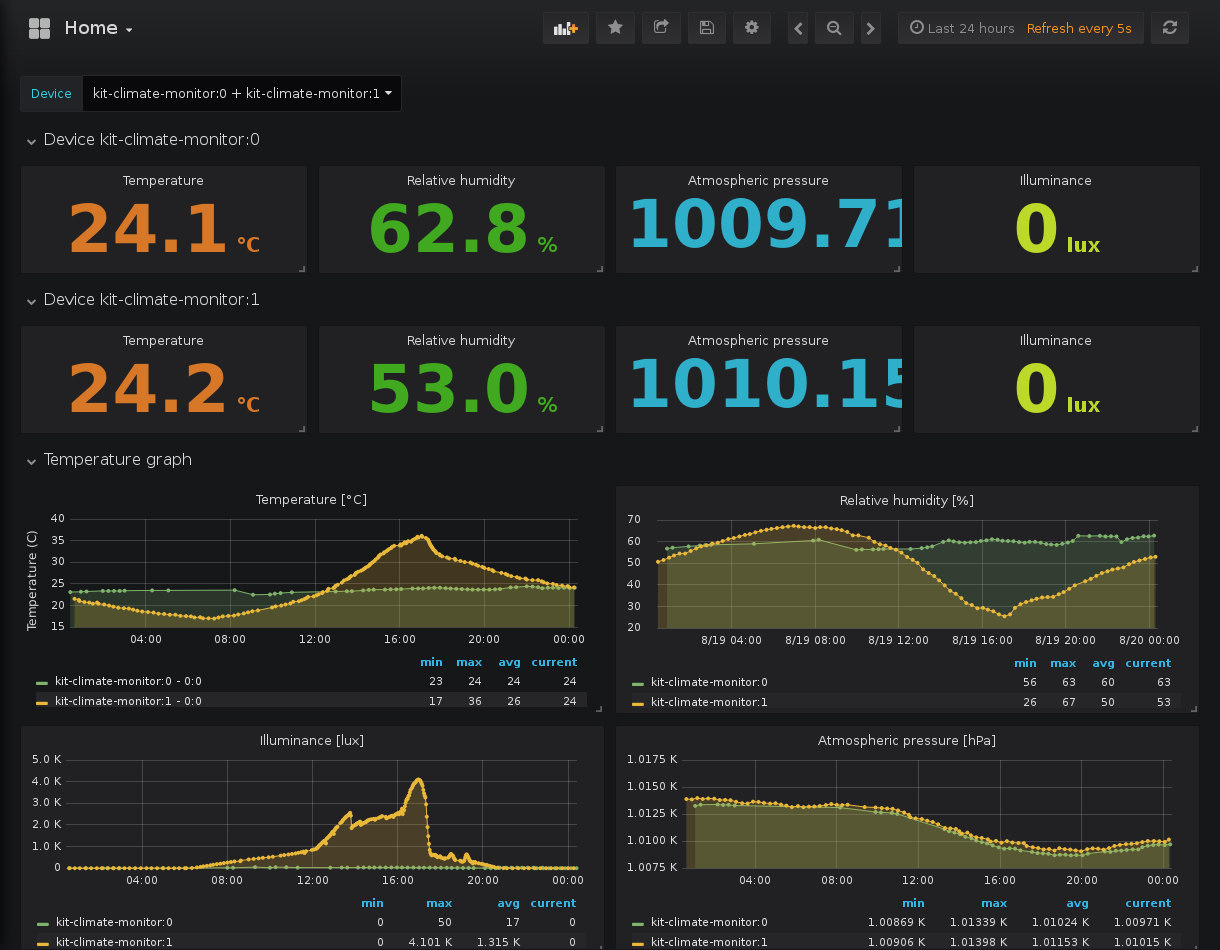 Home
Last 24 hours Refresh every 5s
Device kit-climate-monitor:0 + kit-climate-monitor:1
Device kit-climate-monitor:0
Temperature Relative humidity Atmospheric pressure Illuminance
24.1 °C 62.8 % 1009.71 0 lux
Device kit-climate-monitor:1
Temperature Relative humidity Atmospheric pressure Illuminance
24.2 °C 53.0 % 1010.15 0 lux
Temperature graph
Temperature [°C]
Temperature (C)
40
35
30
25
20
15
04:00 08:00 12:00 16:00 20:00 00:00
min max avg current
kit-climate-monitor:0 - 0:0 23 24 24 24
kit-climate-monitor:1 - 0:0 17 36 26 24
Relative humidity [%]
70
60
50
40
30
20
8/19 04:00 8/19 08:00 8/19 12:00 8/19 16:00 8/19 20:00 8/20 00:00
min max avg current
kit-climate-monitor:0 56 63 60 63
kit-climate-monitor:1 26 67 50 53
Illuminance [lux]
5.0 K
4.0 K
3.0 K
2.0 K
1.0 K
0
04:00 08:00 12:00 16:00 20:00 00:00
min max avg current
kit-climate-monitor:0 0 50 17 0
kit-climate-monitor:1 0 4.101 K 1.315 K 0
Atmospheric pressure [hPa]
1.0175 K
1.0150 K
1.0125 K
1.0100 K
1.0075 K
04:00 08:00 12:00 16:00 20:00 00:00
min max avg current
kit-climate-monitor:0 1.00869 K 1.01339 K 1.01024 K 1.00971 K
kit-climate-monitor:1 1.00906 K 1.01398 K 1.01153 K 1.01015 K